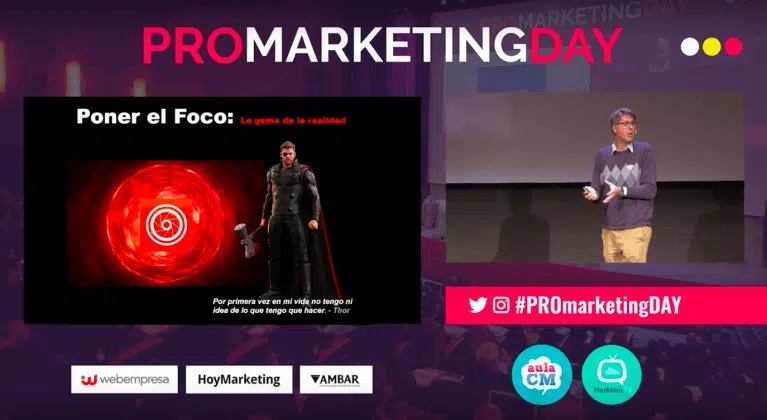 PROMARKETINGDAY
PROMARKETINGDAY
Poner el Foco: La gema de la realidad
Por primera vez en mi vida no tengo ni
idea de lo que tengo que hacer. - Thor
#PROmarketingDAY
webempresa
HoyMarketing
AMBAR
aula
CM